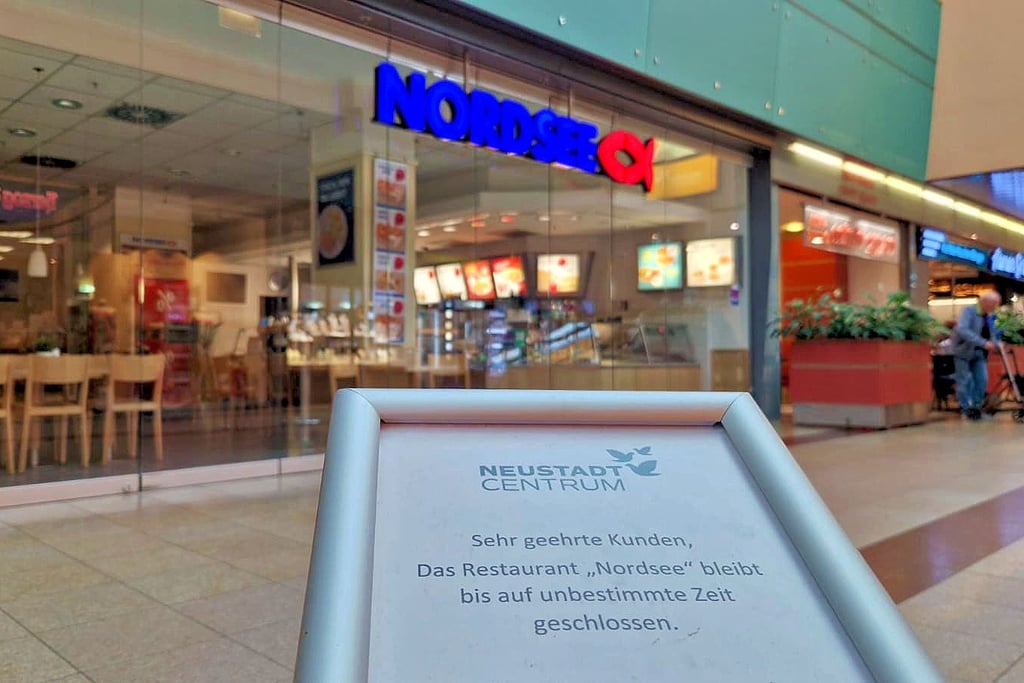 NORDSEE
NEUSTADT
CENTRUM
Sehr geehrte Kunden,
Das Restaurant „Nordsee“ bleibt
bis auf unbestimmte Zeit
geschlossen.